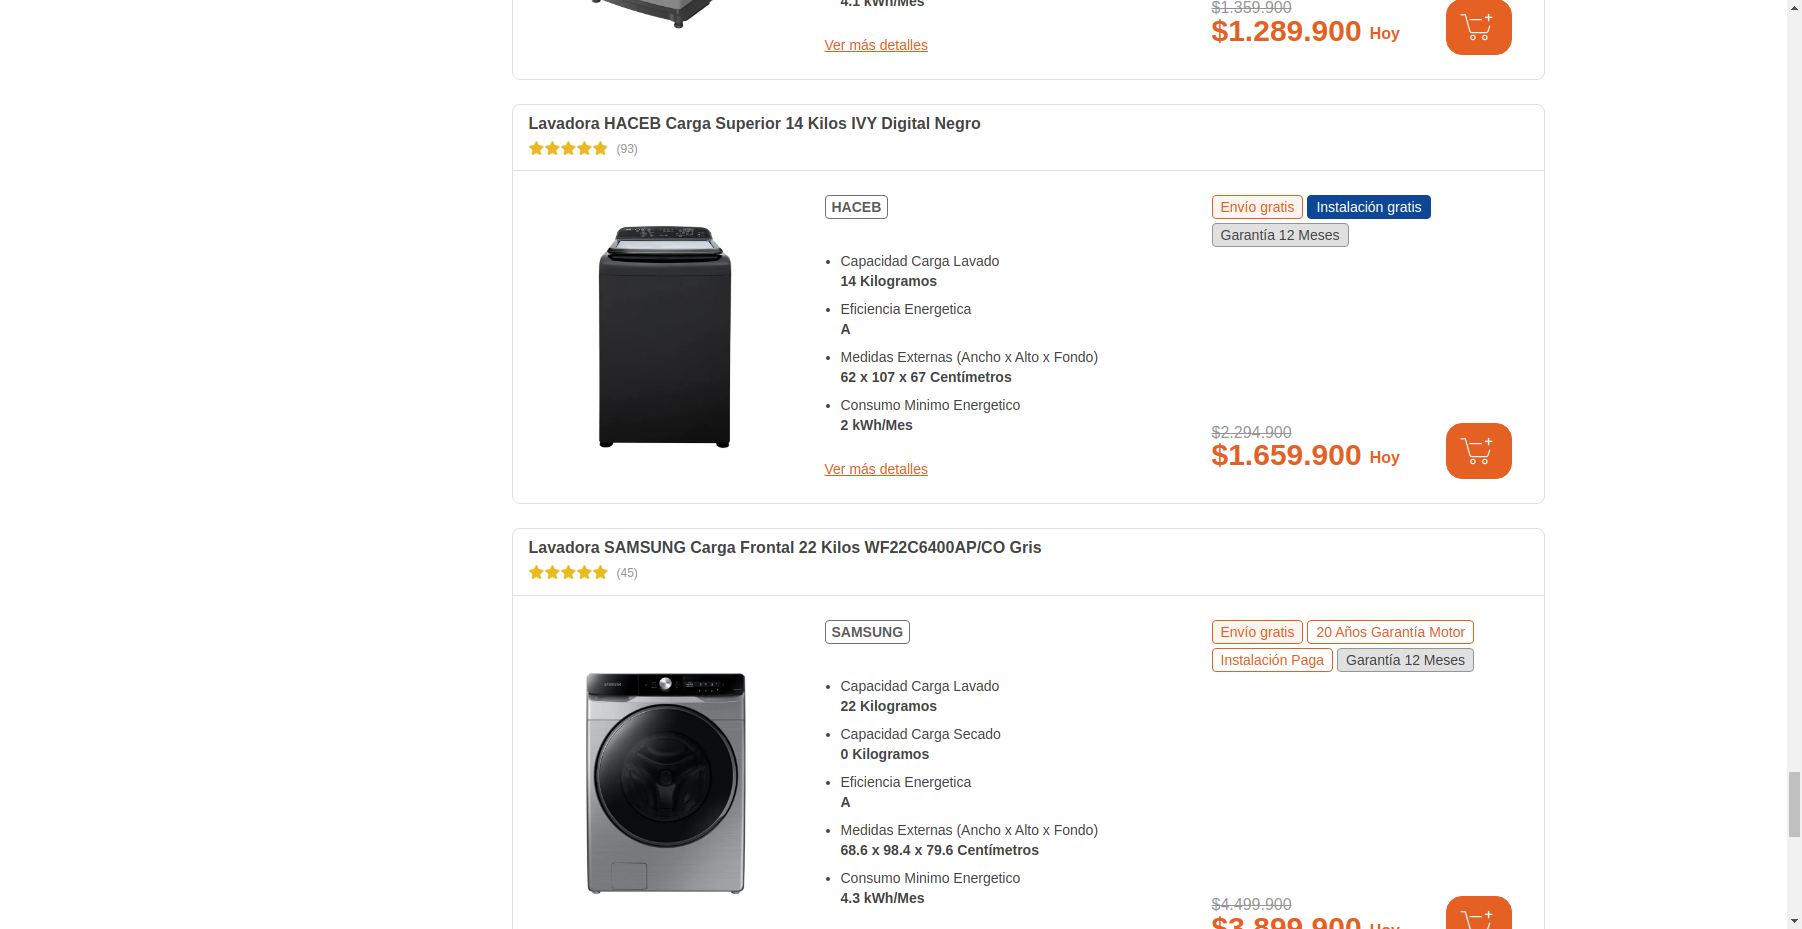 4.1 kWh/Mes
Ver más detalles
$1.359.900
$1.289.900 Hoy
Lavadora HACEB Carga Superior 14 Kilos IVY Digital Negro
(93)
HACEB
Capacidad Carga Lavado
14 Kilogramos
Eficiencia Energetica
A
Medidas Externas (Ancho x Alto x Fondo)
62 x 107 x 67 Centímetros
Consumo Minimo Energetico
2 kWh/Mes
Ver más detalles
Envío gratis Instalación gratis
Garantía 12 Meses
$2.294.900
$1.659.900 Hoy
Lavadora SAMSUNG Carga Frontal 22 Kilos WF22C6400AP/CO Gris
(45)
SAMSUNG
SAMSUNG
Capacidad Carga Lavado
22 Kilogramos
Capacidad Carga Secado
0 Kilogramos
Eficiencia Energetica
A
Medidas Externas (Ancho x Alto x Fondo)
68.6 x 98.4 x 79.6 Centímetros
Consumo Minimo Energetico
4.3 kWh/Mes
Envío gratis 20 Años Garantía Motor
Instalación Paga Garantía 12 Meses
$4.499.900
$3.899.900 Hoy